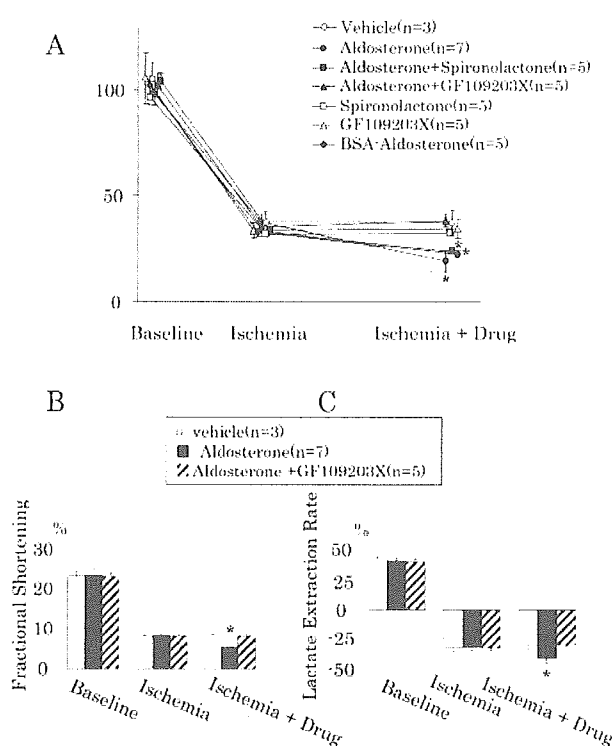 A
Vehicle(n=3)
Aldosterone(n=7)
Aldosterone+Spironolactone(n=5)
Aldosterone+GF109203X(n=5)
Spironolactone(n=5)
GF109203X(n=5)
BSA-Aldosterone(n=5)
100
50
0
*
*
*
Baseline
Ischemia
Ischemia + Drug
B
C
vehicle(n=3)
Aldosterone(n=7)
Aldosterone +GF109203X(n=5)
Fractional Shortening
%
30
20
10
0
*
Baseline
Ischemia
Ischemia + Drug
Lactate Extraction Rate
%
50
25
0
-25
-50
*
Baseline
Ischemia
Ischemia + Drug